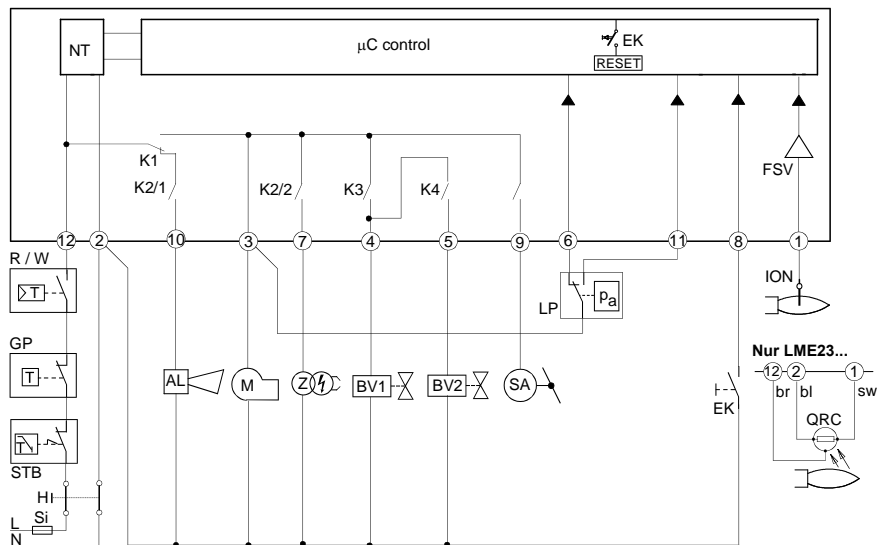 NT
μC control
EK
RESET
K1
K2/1
K2/2
K3
K4
FSV
12
2
10
3
7
4
5
9
6
11
8
1
R / W
T
GP
T
STB
T
H
L
Si
N
AL
M
Z
BV1
BV2
SA
LP
pa
EK
ION
Nur LME23...
12
2
1
br
bl
sw
QRC